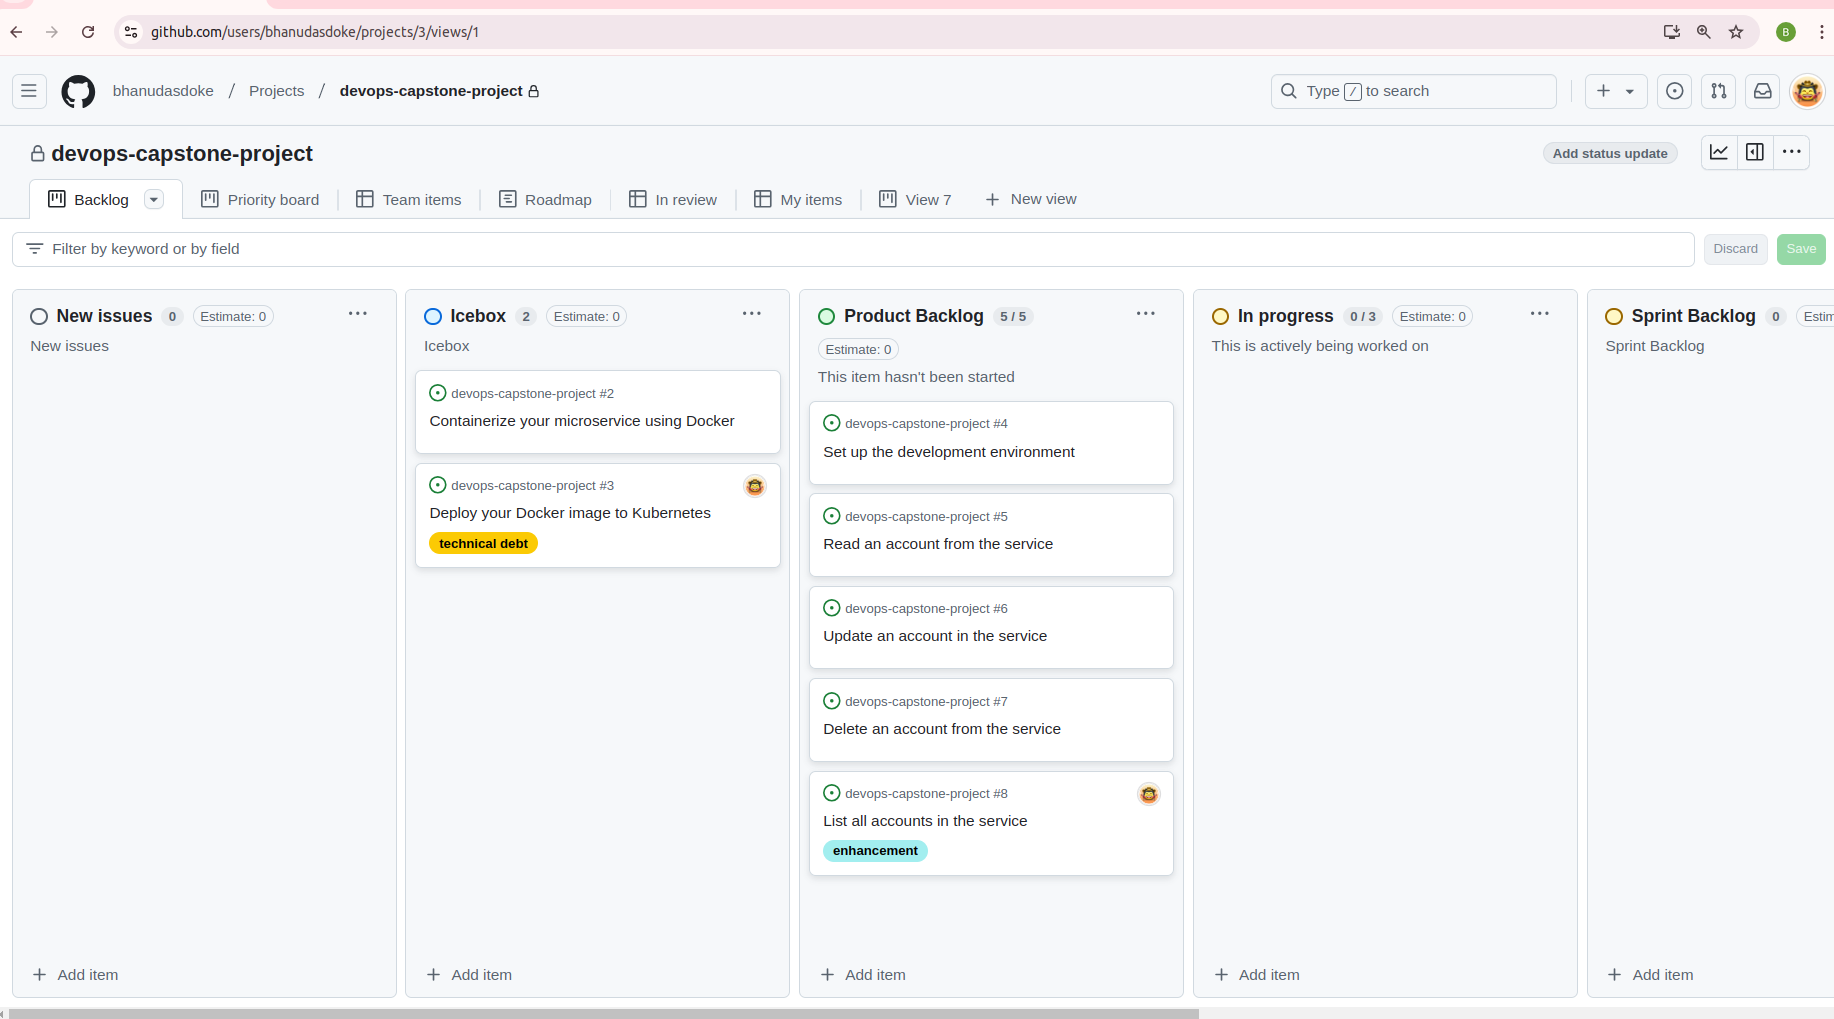 github.com/users/bhanudasdoke/projects/3/views/1
B
bhanudasdoke / Projects / devops-capstone-project
Type / to search
devops-capstone-project
Add status update
Backlog
Priority board
Team items
Roadmap
In review
My items
View 7
New view
Filter by keyword or by field
Discard
Save
New issues 0 Estimate: 0
New issues
Add item
Icebox 2 Estimate: 0
Icebox
devops-capstone-project #2
Containerize your microservice using Docker
devops-capstone-project #3
Deploy your Docker image to Kubernetes
technical debt
Add item
Product Backlog 5 / 5
Estimate: 0
This item hasn't been started
devops-capstone-project #4
Set up the development environment
devops-capstone-project #5
Read an account from the service
devops-capstone-project #6
Update an account in the service
devops-capstone-project #7
Delete an account from the service
devops-capstone-project #8
List all accounts in the service
enhancement
Add item
In progress 0 / 3 Estimate: 0
This is actively being worked on
Add item
Sprint Backlog 0 Estim
Sprint Backlog
Add item